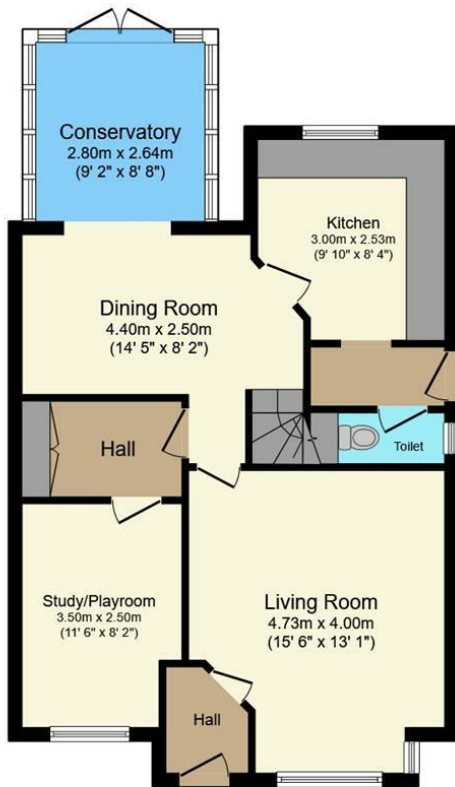 Conservatory
2.80m x 2.64m
(9' 2" x 8' 8")
Kitchen
3.00m x 2.53m
(9' 10" x 8' 4")
Dining Room
4.40m x 2.50m
(14' 5" x 8' 2")
Hall
Toilet
Study/Playroom
3.50m x 2.50m
(11' 6" x 8' 2")
Living Room
4.73m x 4.00m
(15' 6" x 13' 1")
Hall